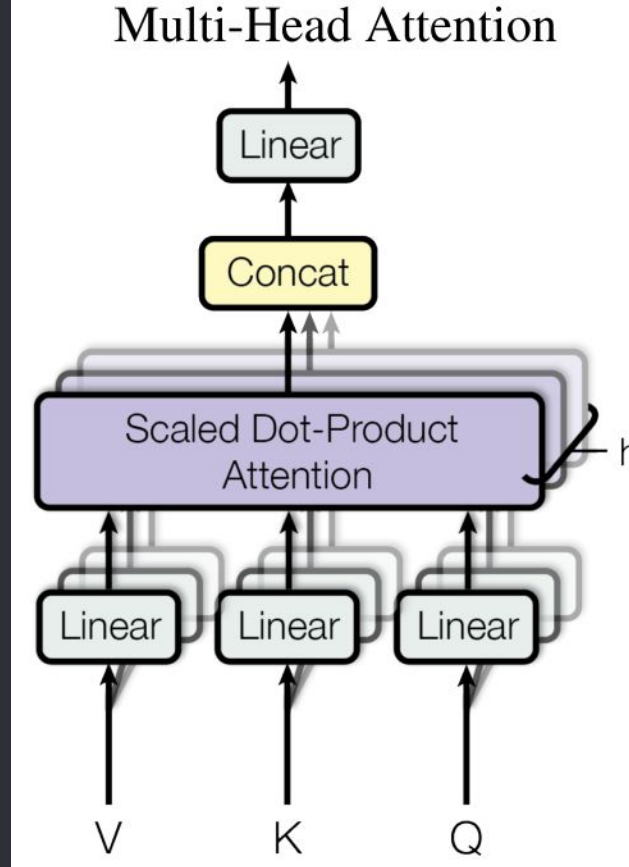 Multi-Head Attention
Linear
Concat
Scaled Dot-Product
Attention
h
Linear
Linear
Linear
V
K
Q